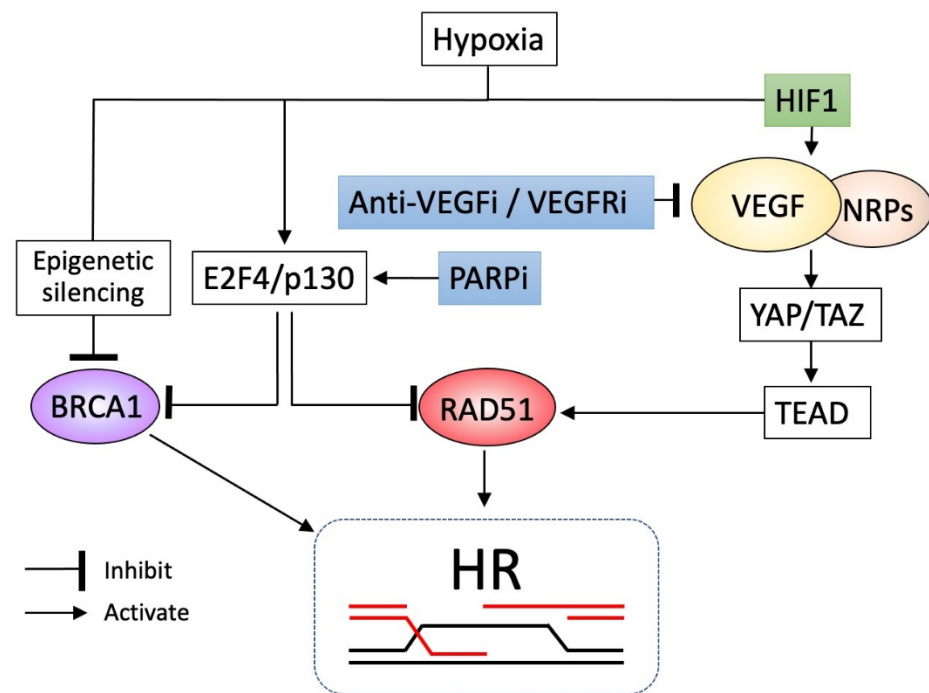 Hypoxia
HIF1
Anti-VEGFi / VEGFRi
VEGF
NRPs
Epigenetic
silencing
E2F4/p130
PARPi
YAP/TAZ
BRCA1
RAD51
TEAD
HR
Inhibit
Activate